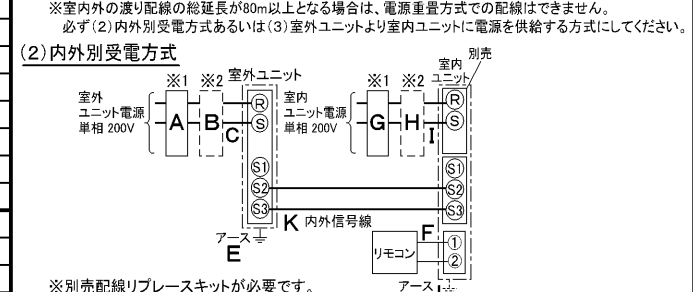 ※室内外の渡り配線の総延長が80m以上となる場合は、電源重畳方式での配線はできません。
必ず(2)内外別受電方式あるいは(3)室外ユニットより室内ユニットに電源を供給する方式にしてください。
(2)内外別受電方式
※1 ※2 室外ユニット
室外
ユニット電源
単相 200V
A
B
C
R
S
S1
S2
S3
アース
E
※1 ※2
室内
ユニット
別売
室内
ユニット電源
単相 200V
G
H
I
R
S
S1
S2
S3
K 内外信号線
リモコン
F
①
②
アース
※別売配線リプレースキットが必要です。